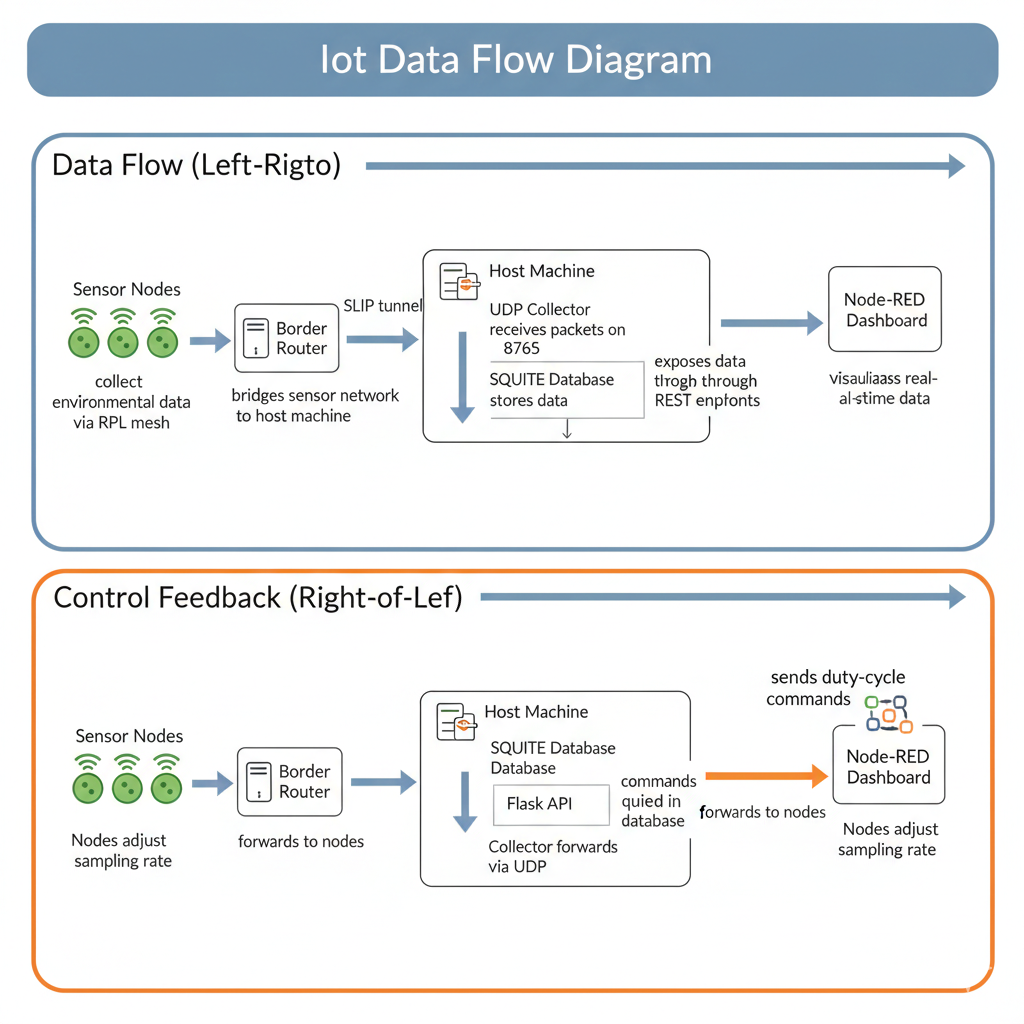 Iot Data Flow Diagram
Data Flow (Left-Rigto)
Sensor Nodes
collect
environmental data
via RPL mesh
Border
Router
bridges sensor network
to host machine
SLIP tunnel
Host Machine
UDP Collector
receives packets on
8765
SQUITE Database
stores data
exposes data
tlrogh through
REST enpfonts
Node-RED
Dashboard
visauliaass real-
al-stime data
Control Feedback (Right-of-Lef)
Sensor Nodes
Nodes adjust
sampling rate
Border
Router
forwards to nodes
Host Machine
SQUITE Database
Database
Flask API
Collector forwards
via UDP
commands
quied in
database
forwards to nodes
sends duty-cycle
commands
Node-RED
Dashboard
Nodes adjust
sampling rate